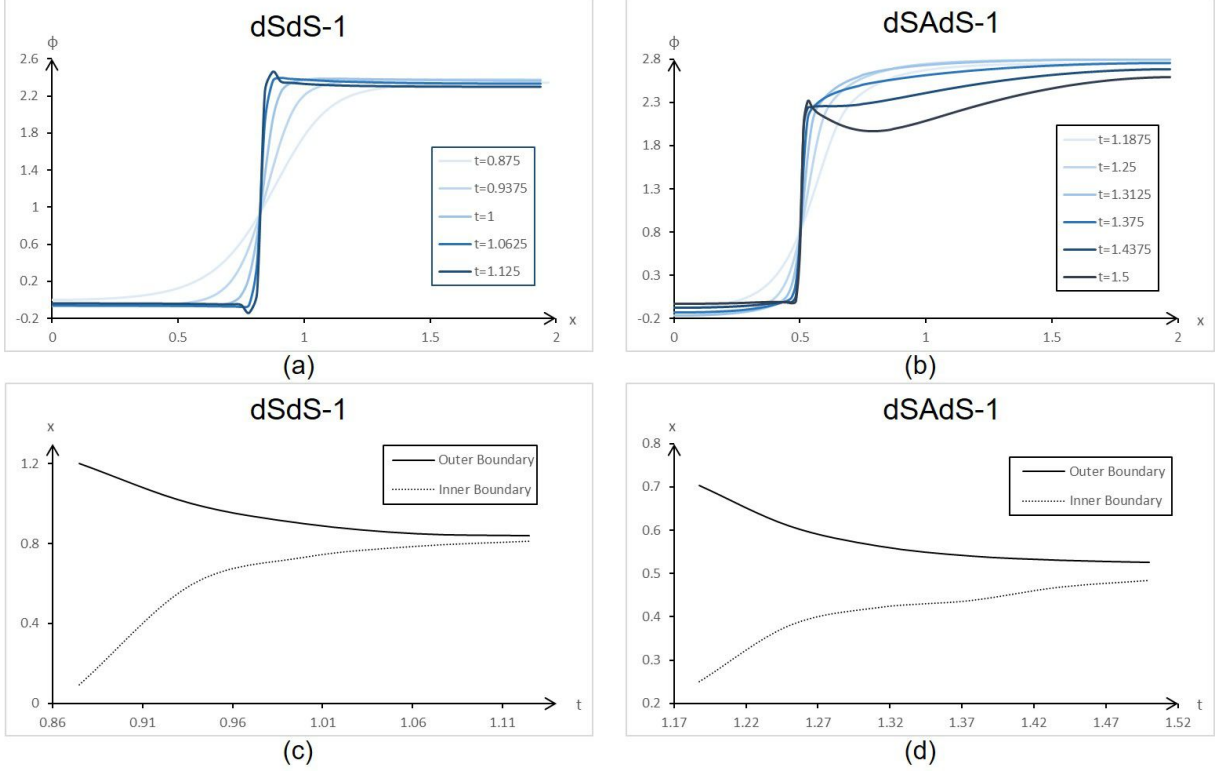 dSdS-1
ϕ
2.6
2.2
1.8
1.4
1
0.6
0.2
-0.2
0
0.5
1
1.5
2
x
t=0.875
t=0.9375
t=1
t=1.0625
t=1.125
(a)
dSAdS-1
ϕ
2.8
2.3
1.8
1.3
0.8
0.3
-0.2
0
0.5
1
1.5
2
x
t=1.1875
t=1.25
t=1.3125
t=1.375
t=1.4375
t=1.5
(b)
dSdS-1
x
1.2
0.8
0.4
0
0.86
0.91
0.96
1.01
1.06
1.11
t
Outer Boundary
Inner Boundary
(c)
dSAdS-1
x
0.8
0.7
0.6
0.5
0.4
0.3
0.2
1.17
1.22
1.27
1.32
1.37
1.42
1.47
1.52
t
Outer Boundary
Inner Boundary
(d)